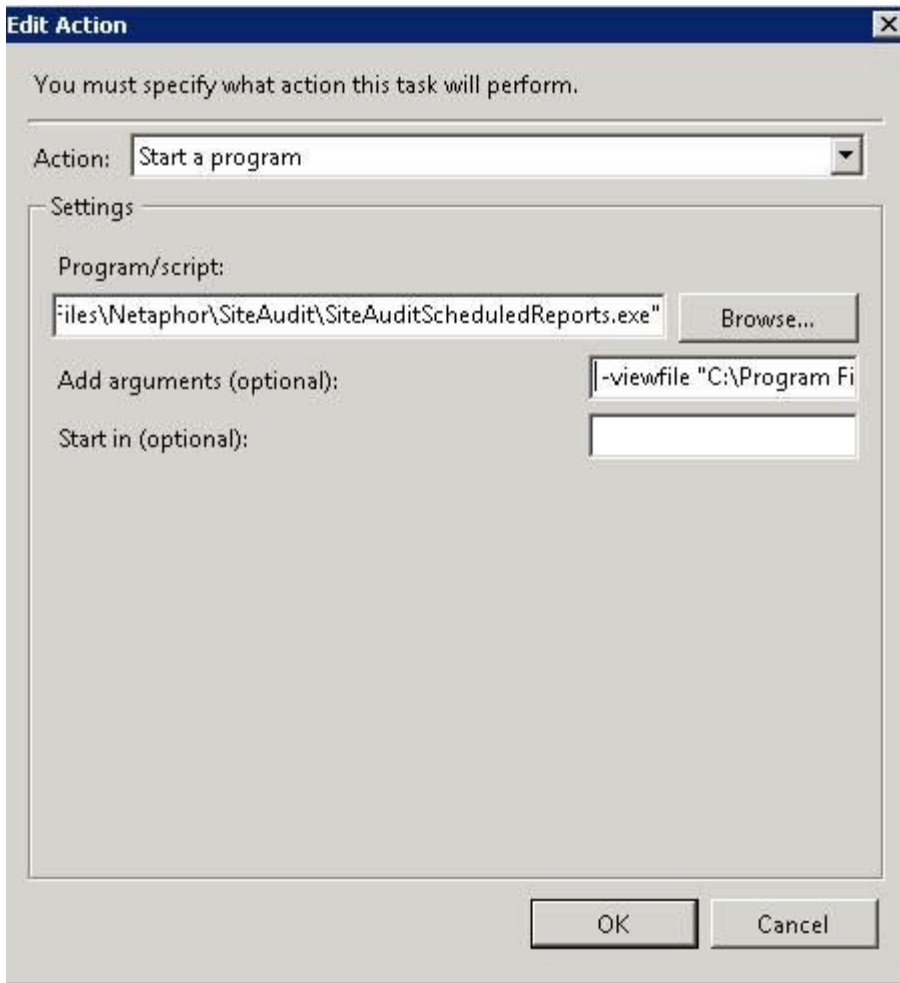 Edit Action
You must specify what action this task will perform.
Action: Start a program
Settings
Program/script:
Files\Netaphor\SiteAudit\SiteAuditScheduledReports.exe" Browse...
Add arguments (optional): -viewfile "C:\Program Fi
Start in (optional):
OK Cancel